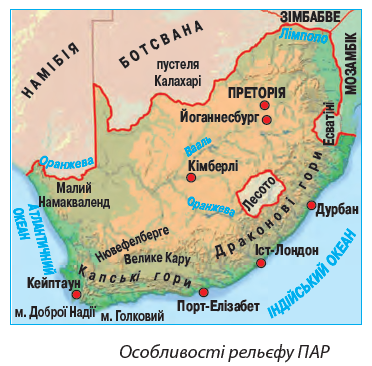 ЗІМБАБВЕ
БОТСВАНА
Лімпопо
НАМІБІЯ
МОЗАМБІК
пустеля
Калахарі
ПРЕТОРІЯ
Йоганнесбург
Есватіні
Вааль
Оранжева
Кімберлі
Малий
Намакваленд
Лесото
Оранжева
АТЛАНТИЧНИЙ
ОКЕАН
Драконові гори
Дурбан
Нювефелберге
Велике Кару
Іст-Лондон
Капські гори
Кейптаун
Порт-Елізабет
ІНДІЙСЬКИЙ ОКЕАН
м. Доброї Надії
м. Голковий
Особливості рельєфу ПАР